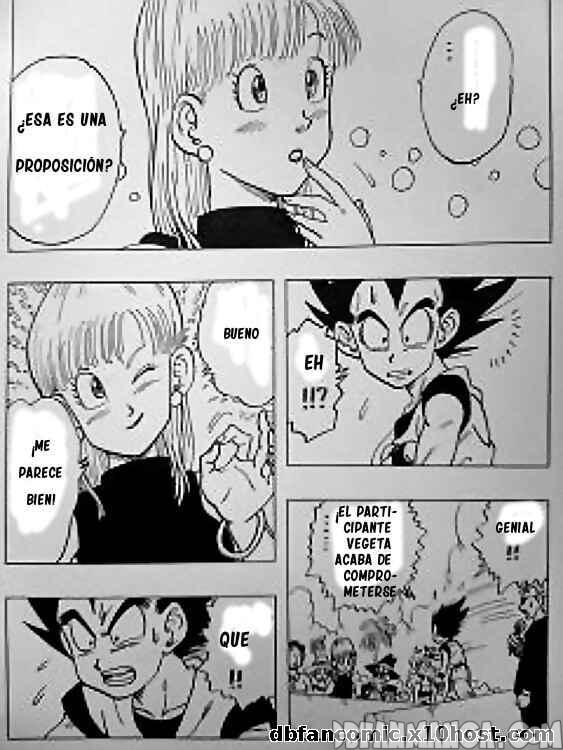 ¿EH?
¿ESA ES UNA
PROPOSICIÓN?
EH
!!?
BUENO
¡ME
PARECE
BIEN!
GENIAL
!!
¡EL PARTI-
CIPANTE
VEGETA
ACABA DE
COMPRO-
METERSE
QUE
!!
dbfancomic.x10host.com